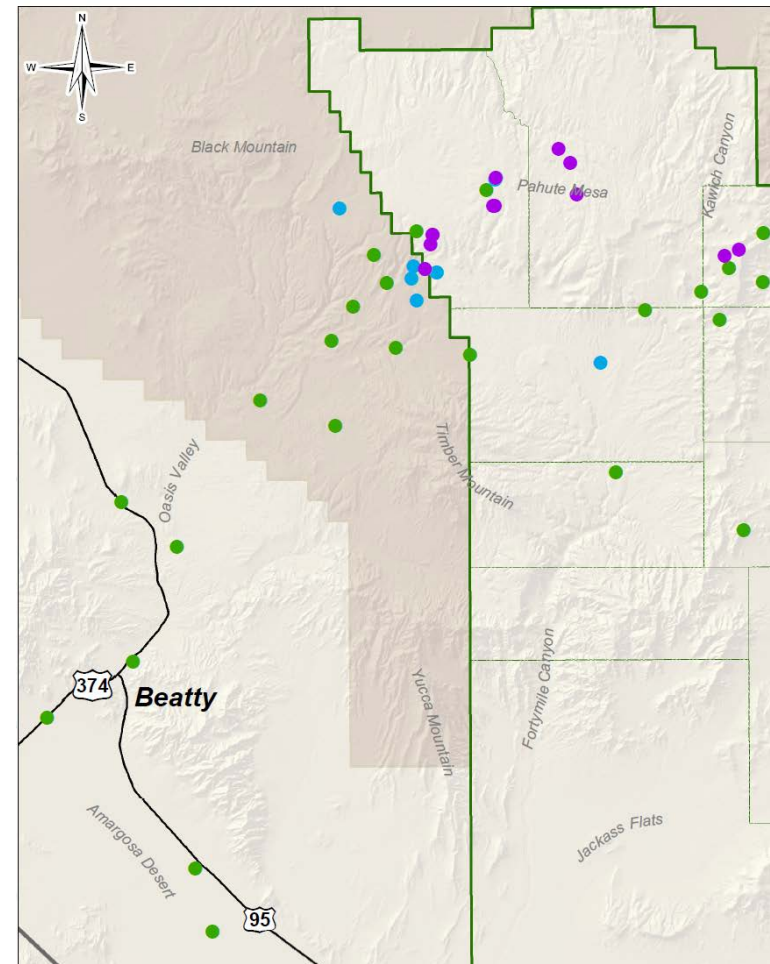 N
W E
S
Black Mountain
Kawich Canyon
Pahute Mesa
Oasis Valley
Timber Mountain
374
Beatty
Yucca Mountain
Fortymile Canyon
Amargosa Desert
Jackass Flats
95